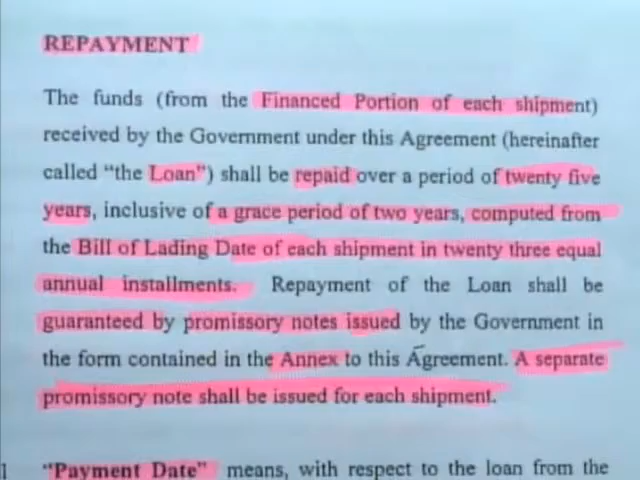 REPAYMENT
The funds (from the Financed Portion of each shipment)
received by the Government under this Agreement (hereinafter
called "the Loan") shall be repaid over a period of twenty five
years, inclusive of a grace period of two years, computed from
the Bill of Lading Date of each shipment in twenty three equal
annual installments. Repayment of the Loan shall be
guaranteed by promissory notes issued by the Government in
the form contained in the Annex to this Agreement. A separate
promissory note shall be issued for each shipment.
1 "Payment Date" means, with respect to the loan from the